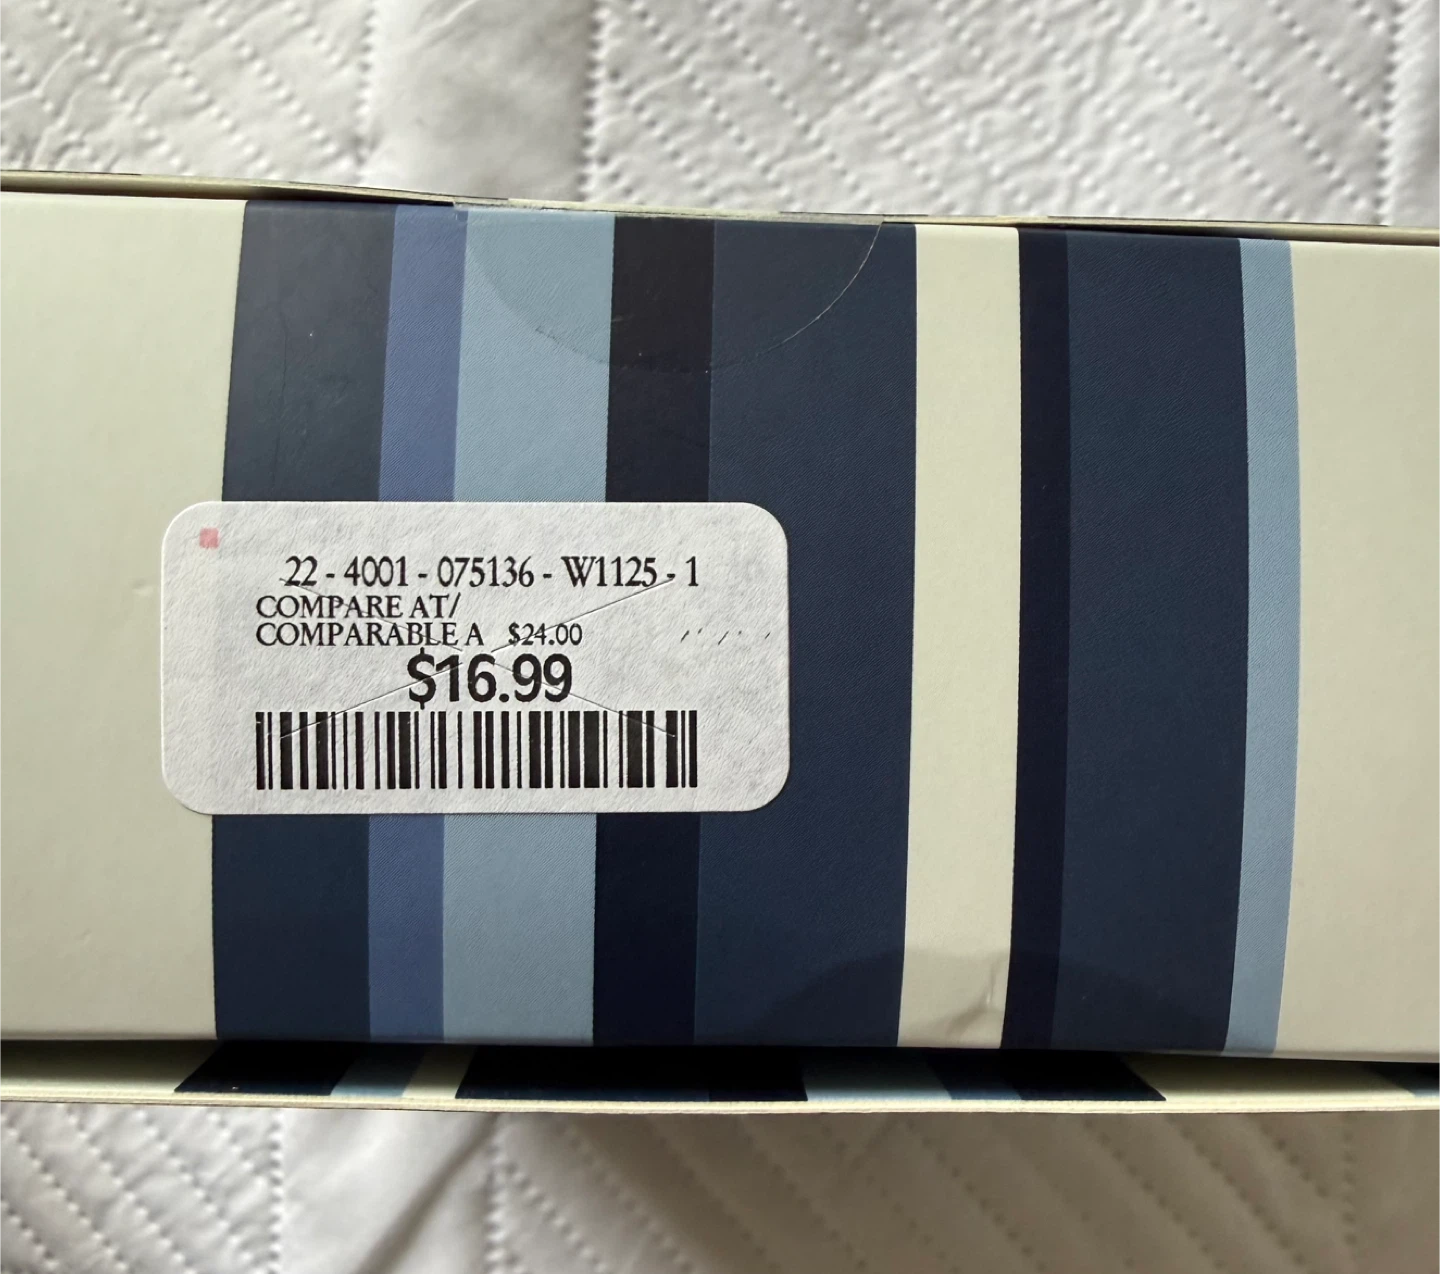 22 - 4001 - 075136 - W1125 - 1
COMPARE AT/
COMPARABLE A $24.00
$16.99